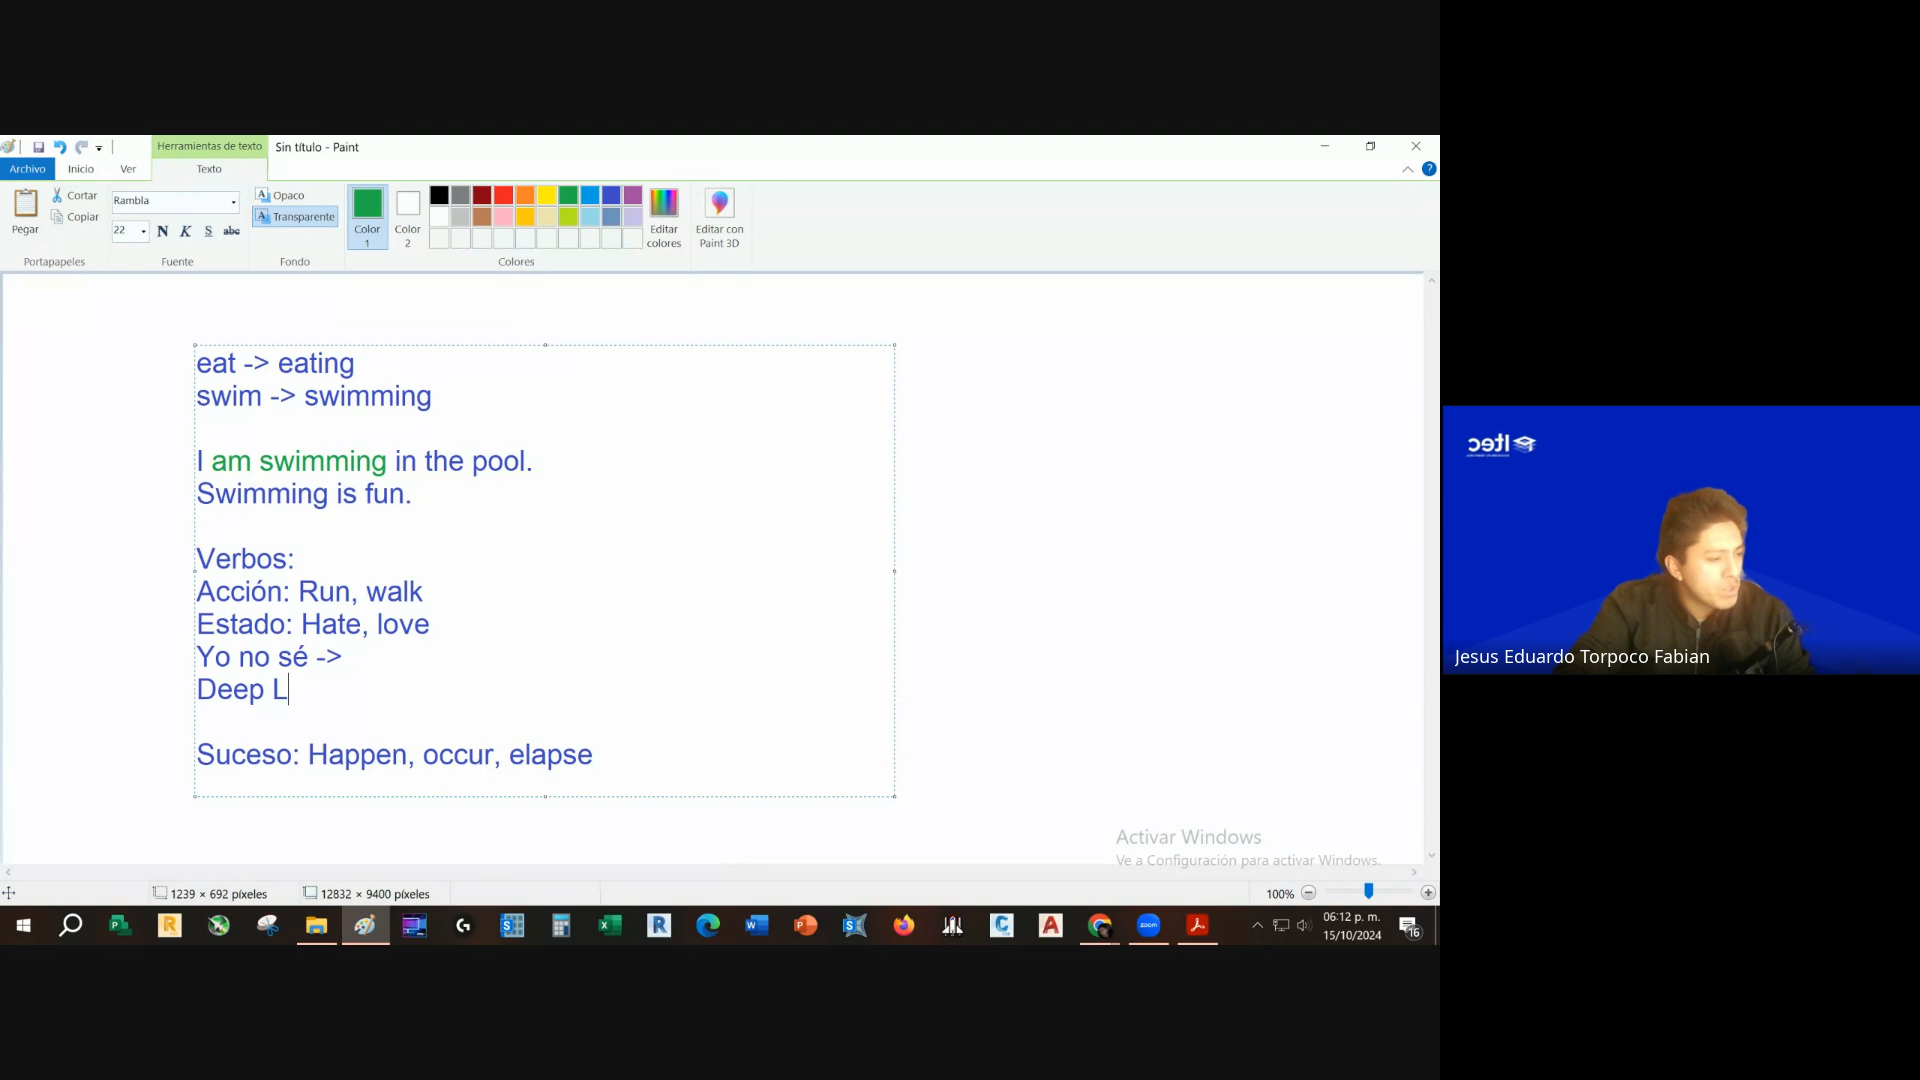 Herramientas de texto
Sin título - Paint
Archivo
Inicio
Ver
Texto
Pegar
Cortar
Copiar
Portapapeles
Rambla
22
N K S abc
Fuente
Opaco
Transparente
Fondo
Color
1
Color
2
Editar
colores
Editar con
Paint 3D
Colores
eat -> eating
swim -> swimming
I am swimming in the pool.
Swimming is fun.
Verbos:
Acción: Run, walk
Estado: Hate, love
Yo no sé ->
Deep L
Suceso: Happen, occur, elapse
Activar Windows
Ve a Configuración para activar Windows.
1239 × 692 píxeles
12832 × 9400 píxeles
100%
zoom
06:12 p. m.
15/10/2024
16
Itec
Jesus Eduardo Torpoco Fabian